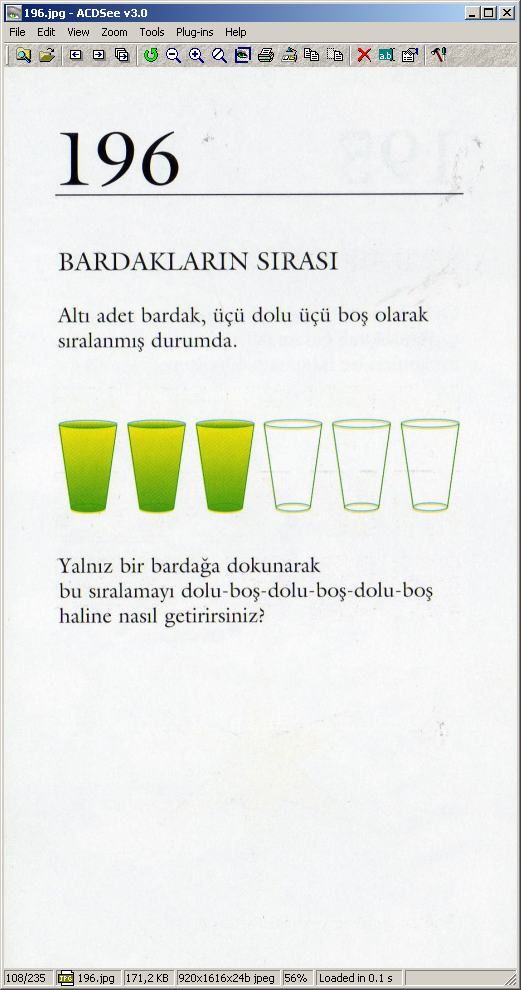 196.jpg - ACDSee v3.0
File Edit View Zoom Tools Plug-ins Help
196
BARDAKLARIN SIRASI
Altı adet bardak, üçü dolu üçü boş olarak
sıralanmış durumda.
Yalnız bir bardağa dokunarak
bu sıralamayı dolu-boş-dolu-boş-dolu-boş
haline nasıl getirirsiniz?
108/235 196.jpg 171,2 KB 920x1616x24b jpeg 56% Loaded in 0.1 s